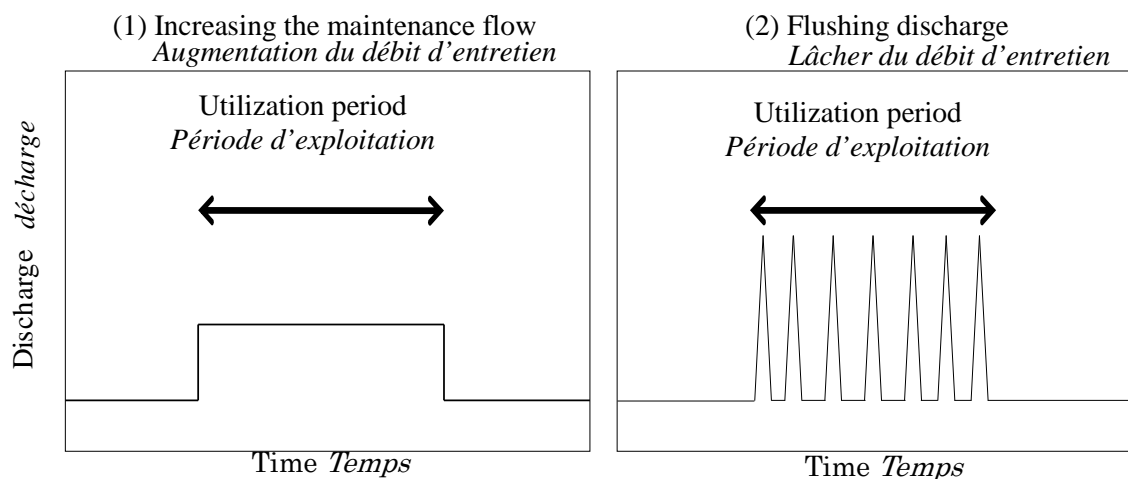 (1) Increasing the maintenance flow
Augmentation du débit d’entretien
Utilization period
Période d’exploitation
Discharge décharge
Time Temps
(2) Flushing discharge
Lâcher du débit d’entretien
Utilization period
Période d’exploitation
Time Temps